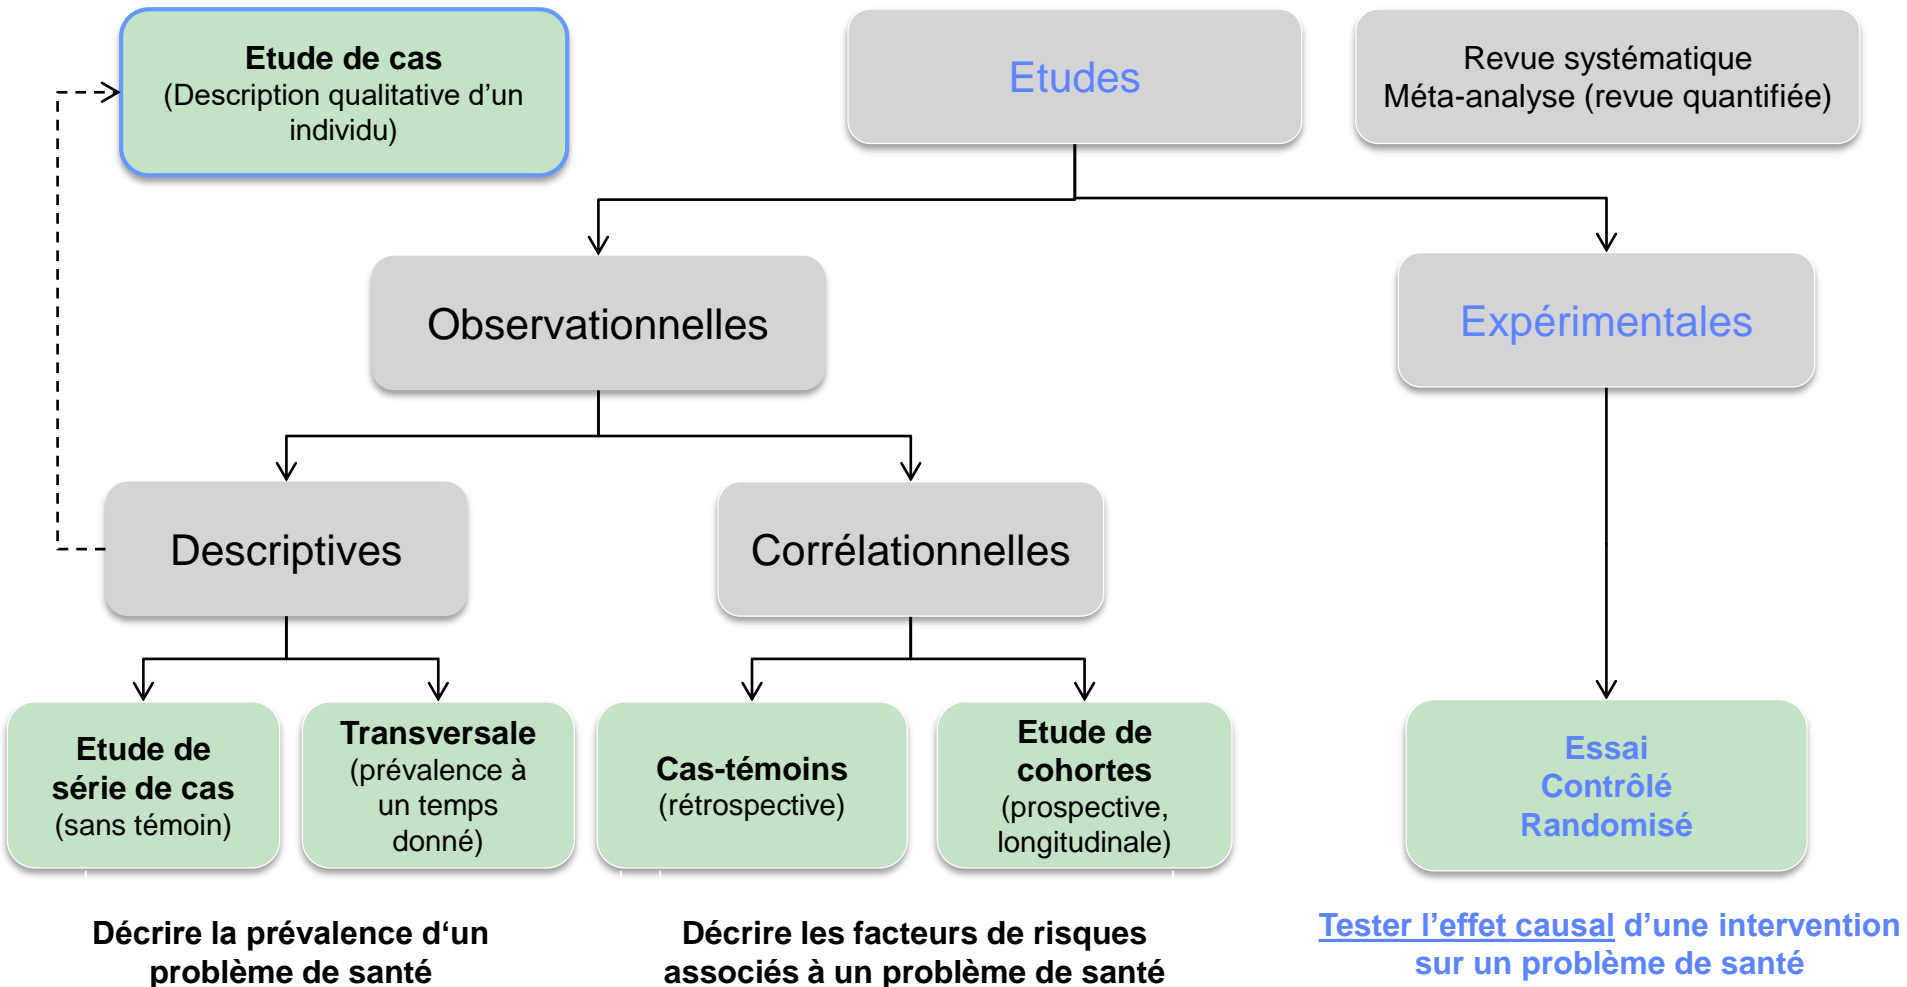 Etude de cas
(Description qualitative d’un
individu)
Etudes
Revue systématique
Méta-analyse (revue quantifiée)
Observationnelles
Expérimentales
Descriptives
Corrélationnelles
Etude de
série de cas
(sans témoin)
Transversale
(prévalence à
un temps
donné)
Cas-témoins
(rétrospective)
Etude de
cohortes
(prospective,
longitudinale)
Essai
Contrôlé
Randomisé
Décrire la prévalence d‘un
problème de santé
Décrire les facteurs de risques
associés à un problème de santé
Tester l’effet causal d’une intervention
sur un problème de santé